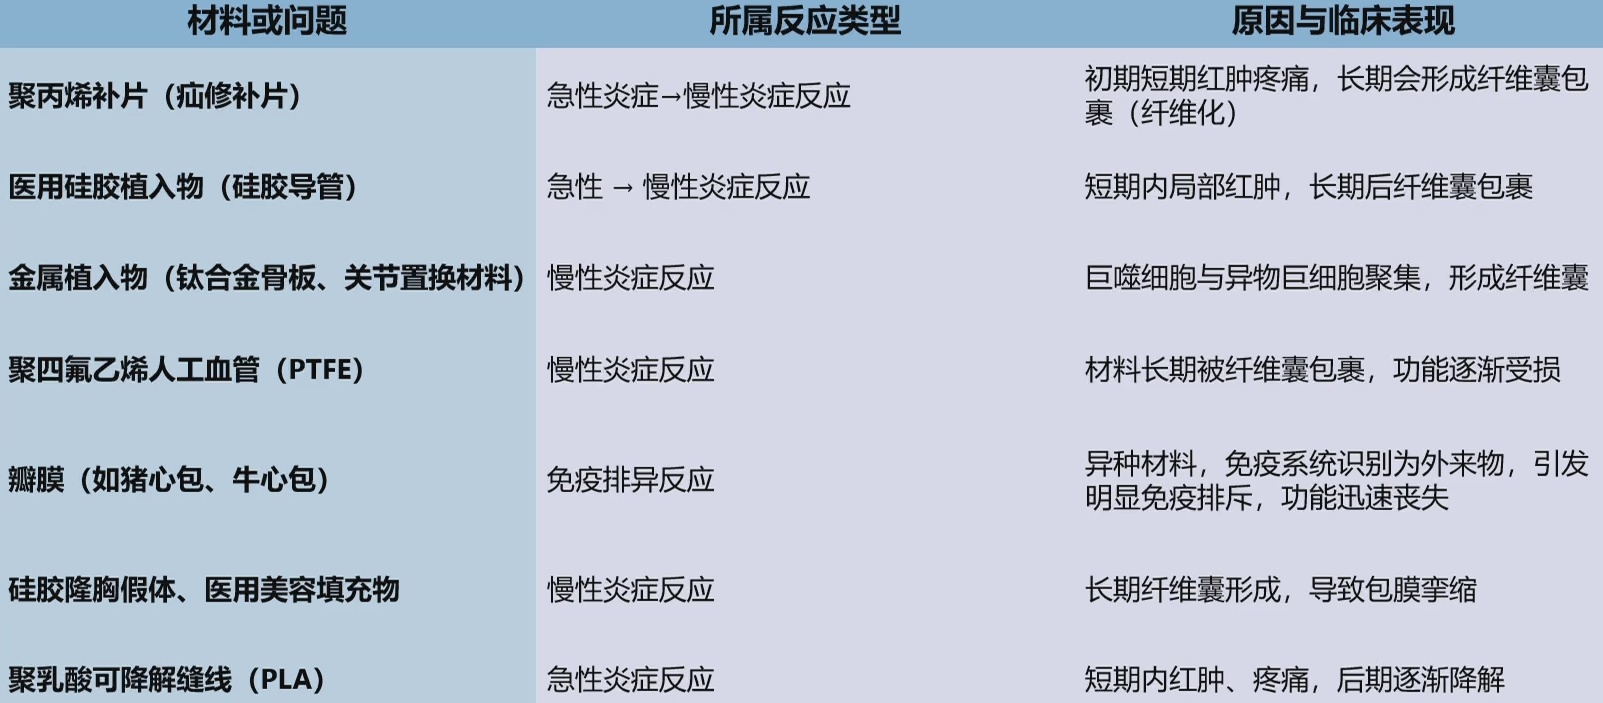 材料或问题 所属反应类型 原因与临床表现
聚丙烯补片（疝修补片） 急性炎症→慢性炎症反应 初期短期红肿疼痛，长期会形成纤维囊包
裹（纤维化）
医用硅胶植入物（硅胶导管） 急性 → 慢性炎症反应 短期内局部红肿，长期后纤维囊包裹
金属植入物（钛合金骨板、关节置换材料） 慢性炎症反应 巨噬细胞与异物巨细胞聚集，形成纤维囊
聚四氟乙烯人工血管（PTFE） 慢性炎症反应 材料长期被纤维囊包裹，功能逐渐受损
瓣膜（如猪心包、牛心包） 免疫排异反应 异种材料，免疫系统识别为外来物，引发
明显免疫排斥，功能迅速丧失
硅胶隆胸假体、医用美容填充物 慢性炎症反应 长期纤维囊形成，导致包膜挛缩
聚乳酸可降解缝线（PLA） 急性炎症反应 短期内红肿、疼痛，后期逐渐降解